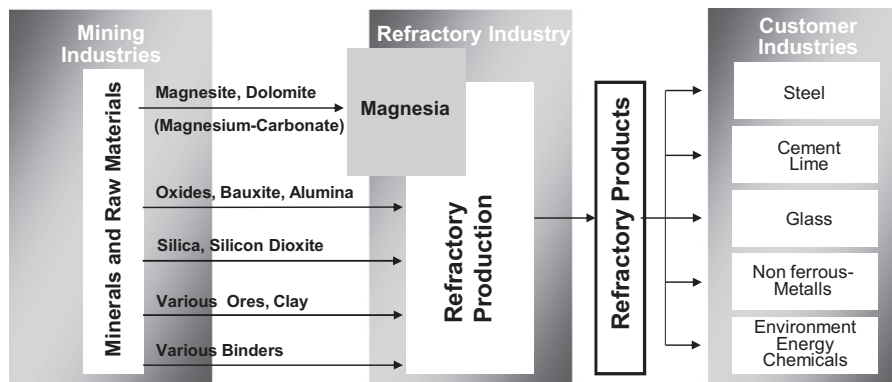 Mining
Industries
Minerals and Raw Materials
Magnesite, Dolomite
(Magnesium-Carbonate)
Oxides, Bauxite, Alumina
Silica, Silicon Dioxite
Various Ores, Clay
Various Binders
Refractory Industry
Magnesia
Refractory
Production
Refractory Products
Customer
Industries
Steel
Cement
Lime
Glass
Non ferrous-
Metalls
Environment
Energy
Chemicals